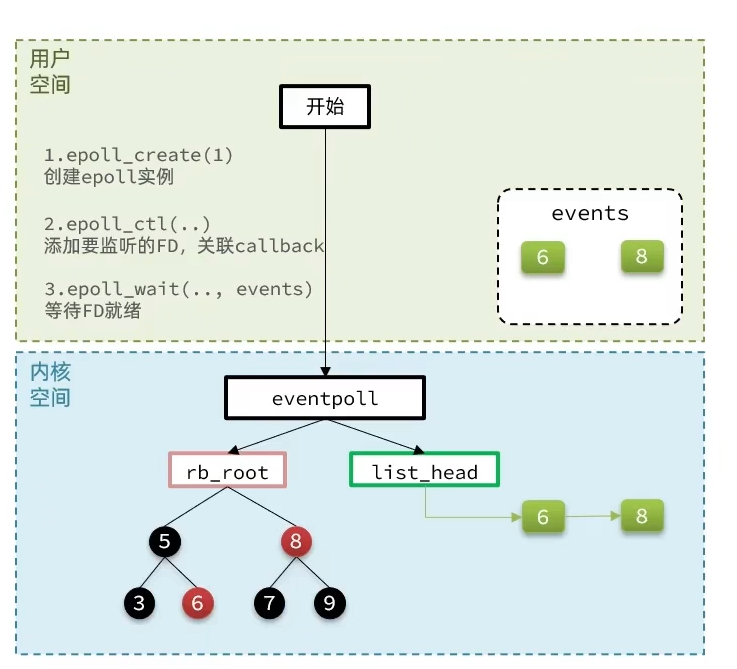 用户
空间
开始
1.epoll_create(1)
创建epoll实例
2.epoll_ctl(..)
添加要监听的FD，关联callback
3.epoll_wait(.., events)
等待FD就绪
events
6 8
内核
空间
eventpoll
rb_root list_head
6 8
5 8
3 6 7 9